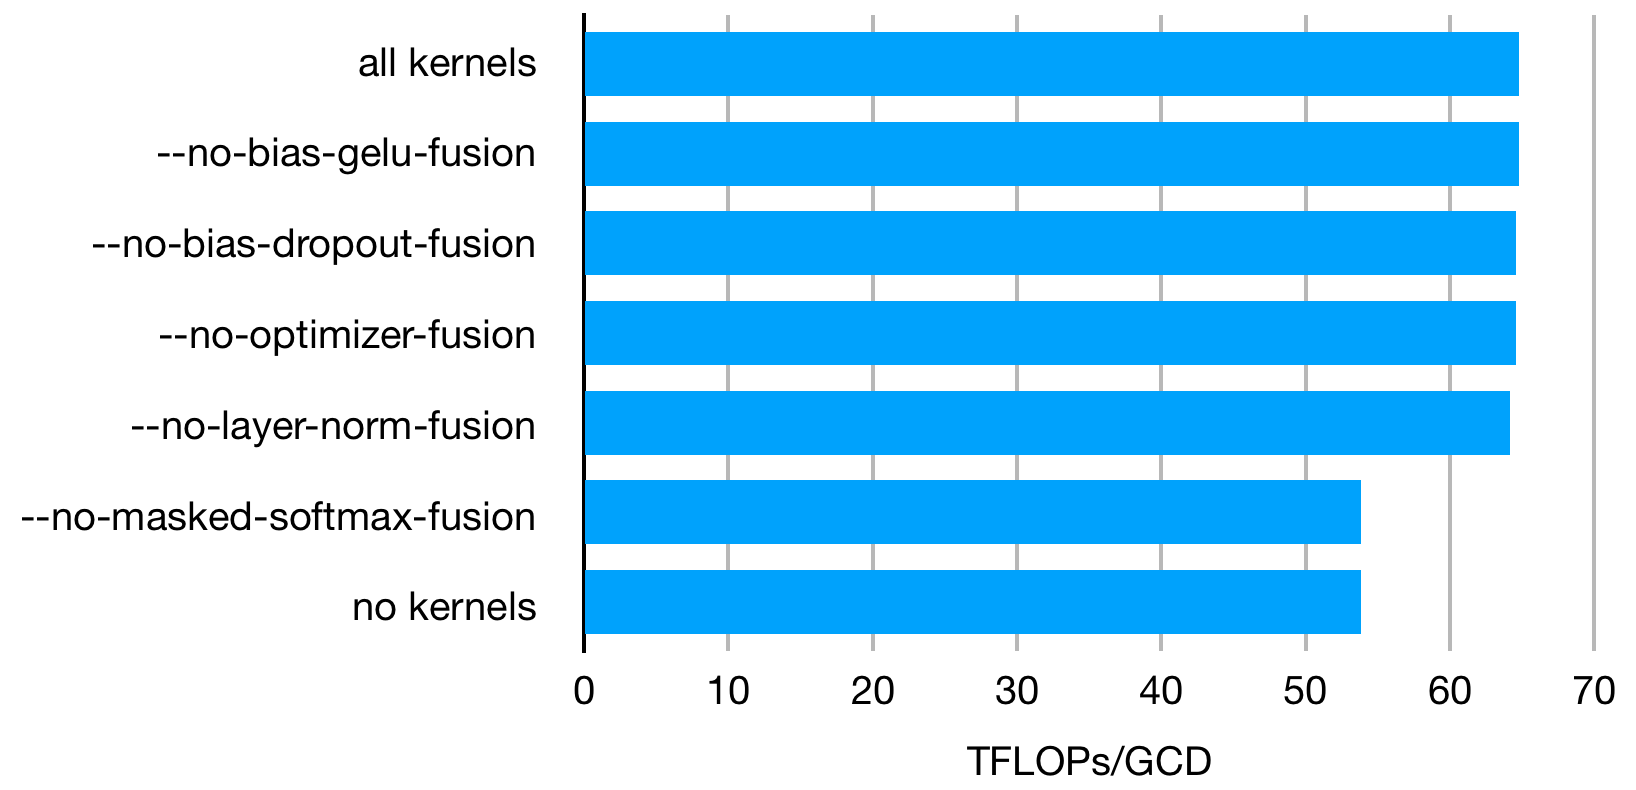 all kernels
--no-bias-gelu-fusion
--no-bias-dropout-fusion
--no-optimizer-fusion
--no-layer-norm-fusion
--no-masked-softmax-fusion
no kernels
0 10 20 30 40 50 60 70
TFLOPs/GCD